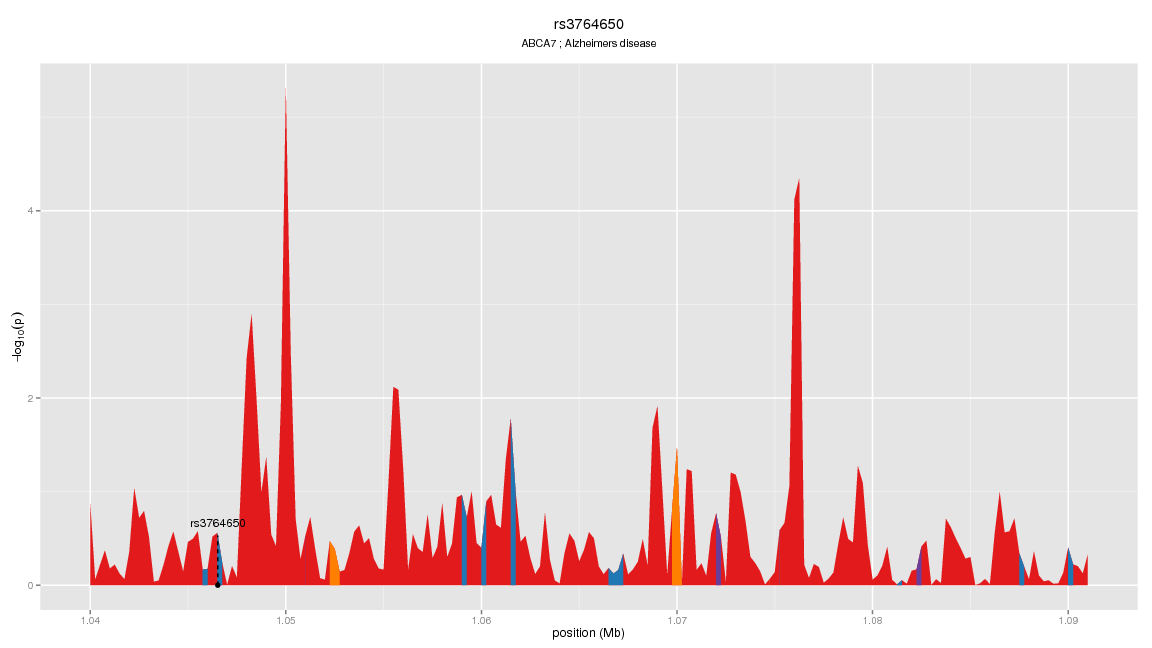 rs3764650
ABCA7 ; Alzheimers disease
−log10(p)
4
2
0
rs3764650
1.04 1.05 1.06 1.07 1.08 1.09
position (Mb)